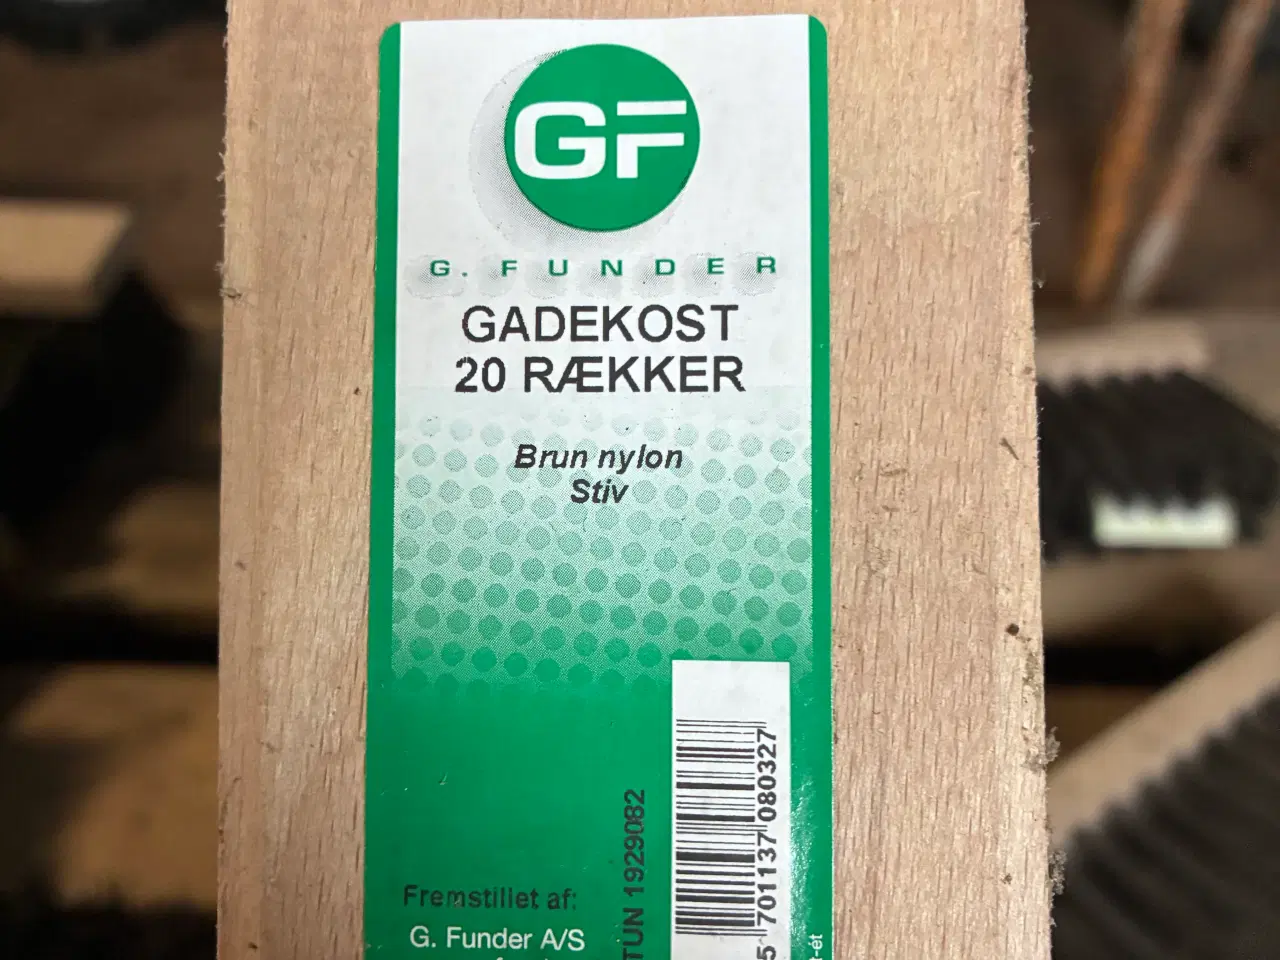 GF
G. FUNDER
GADEKOST
20 RÆKKER
Brun nylon
Stiv
Fremstillet af:
G. Funder A/S
TUN 1929082
5 701137 080327